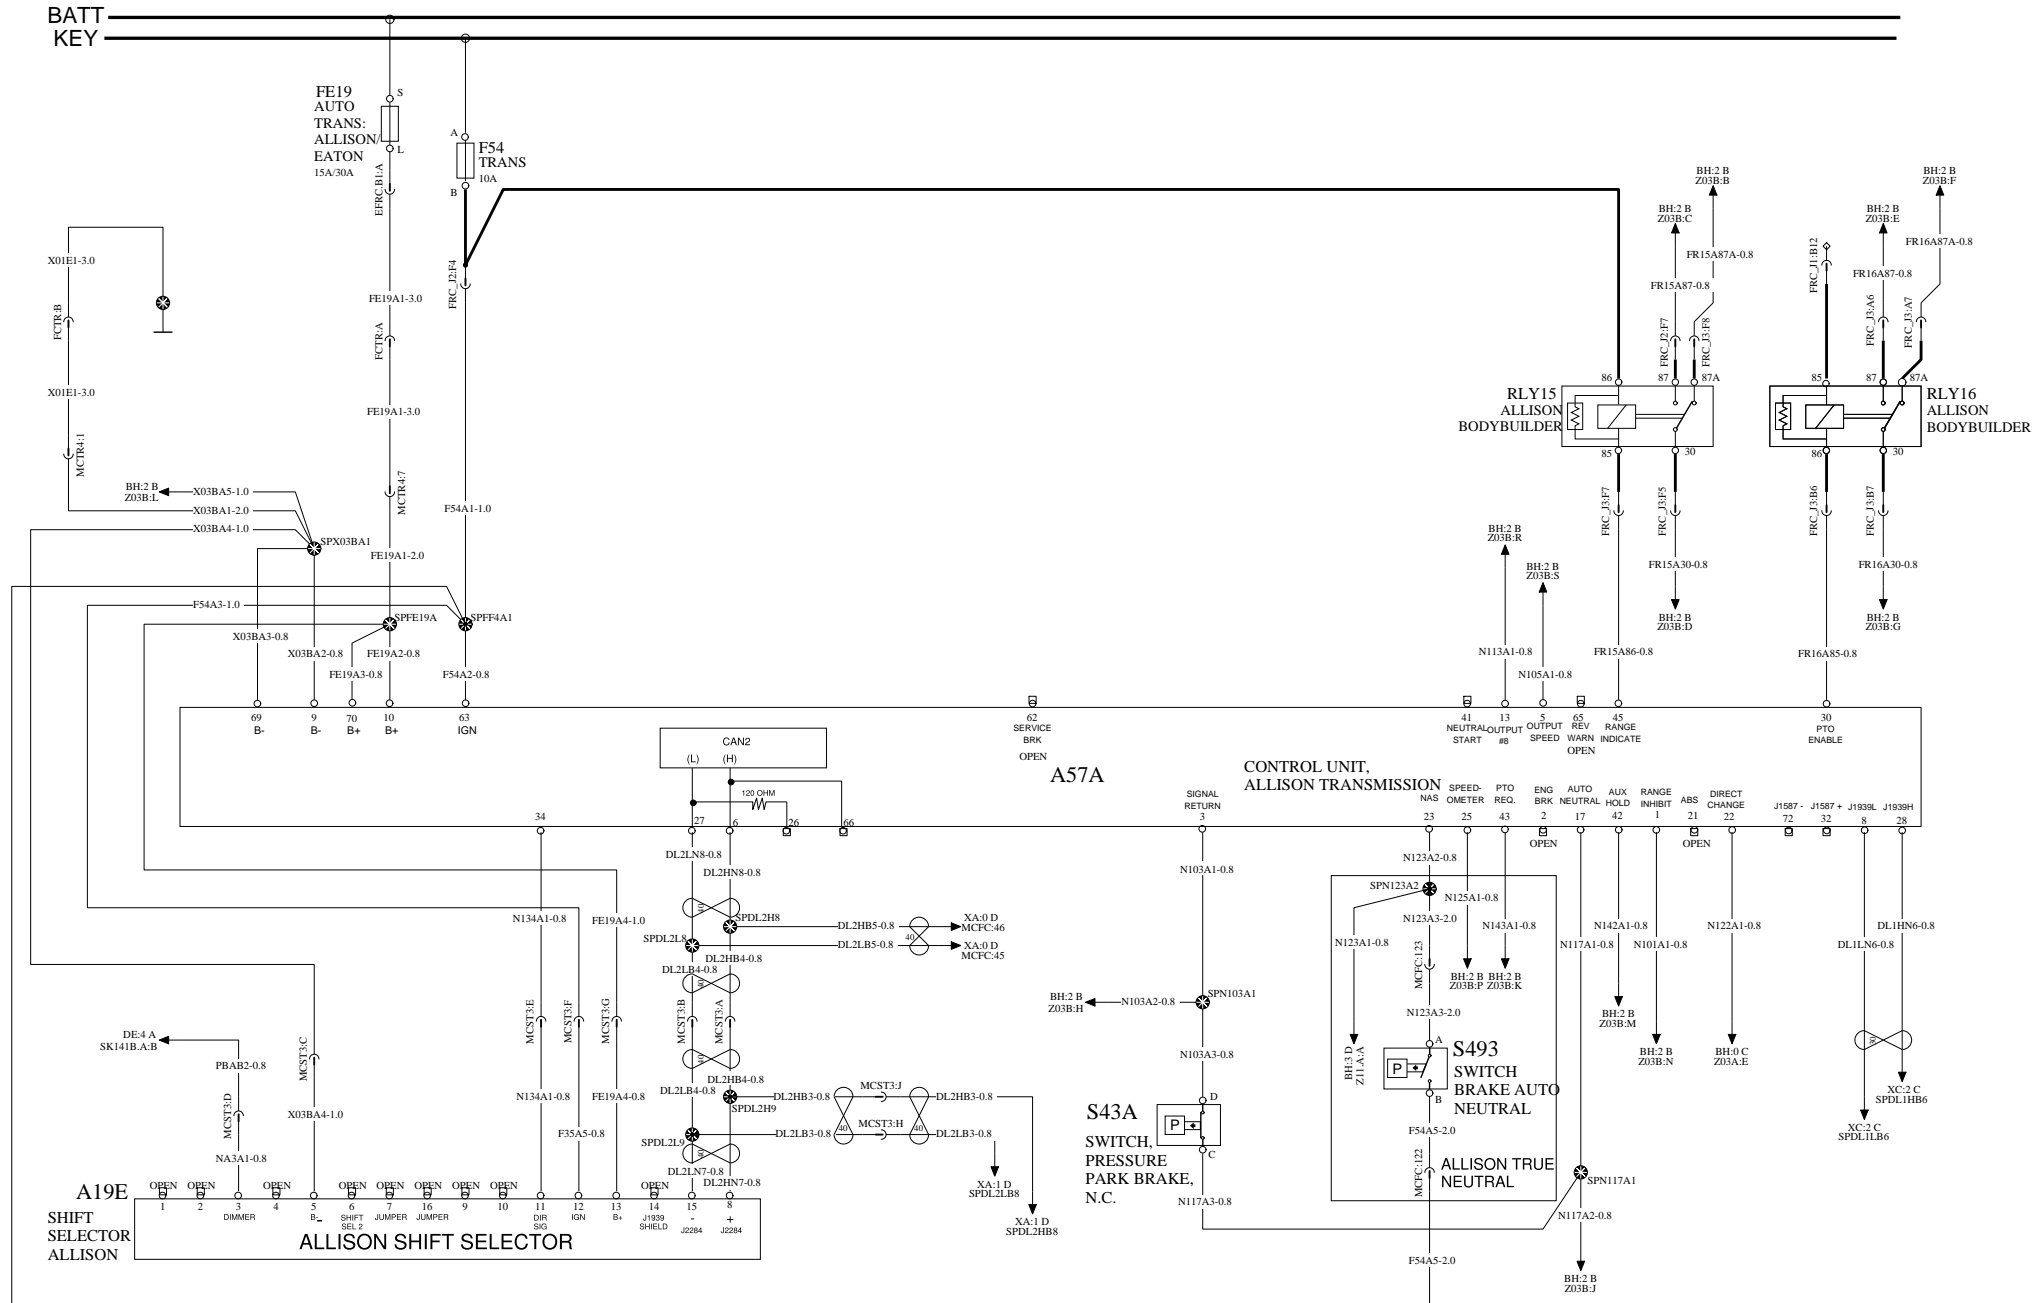 BATT
KEY
FE19
AUTO
TRANS:
ALLISON/
EATON
15A/30A
S
L
EFRC.B1:A
A
F54
TRANS
10A
B
FRC_J2:F4
X01E1-3.0
FCTR:B
X01E1-3.0
MCTR4:1
FE19A1-3.0
FCTR:A
FE19A1-3.0
MCTR4:7
FE19A1-2.0
F54A1-1.0
BH:2 B
Z03B:L
X03BA5-1.0
X03BA1-2.0
X03BA4-1.0
SPX03BA1
F54A3-1.0
SPFE19A
SPFF4A1
X03BA3-0.8
X03BA2-0.8
FE19A3-0.8
FE19A2-0.8
F54A2-0.8
BH:2 B
Z03B:B
BH:2 B
Z03B:C
FR15A87A-0.8
FR15A87-0.8
FRC_J2:F7
FRC_J3:F8
BH:2 B
Z03B:F
BH:2 B
Z03B:E
FR16A87A-0.8
FR16A87-0.8
FRC_J1:B12
FRC_J3:A6
FRC_J3:A7
RLY15
ALLISON
BODYBUILDER
86
87
87A
85
30
RLY16
ALLISON
BODYBUILDER
85
87
87A
86
30
FRC_J3:F7
FRC_J3:F5
FRC_J3:B6
FRC_J3:B7
BH:2 B
Z03B:R
BH:2 B
Z03B:S
FR15A30-0.8
BH:2 B
Z03B:D
FR16A30-0.8
BH:2 B
Z03B:G
N113A1-0.8
N105A1-0.8
FR15A86-0.8
FR16A85-0.8
69
B-
9
B-
70
B+
10
B+
63
IGN
62
SERVICE
BRK
OPEN
41
NEUTRAL
START
13
OUTPUT
#8
5
OUTPUT
SPEED
65
REV
WARN
OPEN
45
RANGE
INDICATE
30
PTO
ENABLE
CAN2
(L)
(H)
120 OHM
A57A
CONTROL UNIT,
ALLISON TRANSMISSION
34
27
6
26
66
SIGNAL
RETURN
3
NAS
23
SPEED-
OMETER
25
PTO
REQ.
43
ENG
BRK
2
OPEN
AUTO
NEUTRAL
17
AUX
HOLD
42
RANGE
INHIBIT
1
ABS
21
OPEN
DIRECT
CHANGE
22
J1587 -
72
J1587 +
32
J1939L
8
J1939H
28
DL2LN8-0.8
DL2HN8-0.8
40
SPDL2H8
SPDL2L8
DL2HB5-0.8
DL2LB5-0.8
40
XA:0 D
MCFC:46
XA:0 D
MCFC:45
DL2HB4-0.8
DL2LB4-0.8
40
MCST3:B
MCST3:A
40
DL2HB4-0.8
DL2LB4-0.8
SPDL2H9
SPDL2L9
DL2HB3-0.8
DL2LB3-0.8
40
MCST3:J
MCST3:H
40
DL2HB3-0.8
DL2LB3-0.8
XA:1 D
SPDL2LB8
XA:1 D
SPDL2HB8
40
DL2LN7-0.8
DL2HN7-0.8
N134A1-0.8
FE19A4-1.0
MCST3:E
MCST3:F
MCST3:G
N134A1-0.8
FE19A4-0.8
F35A5-0.8
DE:4 A
SK141B.A:B
PBAB2-0.8
MCST3:D
NA3A1-0.8
MCST3:C
X03BA4-1.0
N103A1-0.8
BH:2 B
Z03B:H
N103A2-0.8
SPN103A1
N103A3-0.8
S43A
SWITCH,
PRESSURE
PARK BRAKE,
N.C.
P
D
C
N117A3-0.8
N123A2-0.8
SPN123A2
N123A3-2.0
N123A1-0.8
MCFC:123
N123A3-2.0
BH:3 D
Z11.A:A
A
S493
SWITCH
BRAKE AUTO
NEUTRAL
P
B
F54A5-2.0
MCFC:122
ALLISON TRUE
NEUTRAL
F54A5-2.0
N125A1-0.8
N143A1-0.8
BH:2 B
Z03B:P
BH:2 B
Z03B:K
N117A1-0.8
SPN117A1
N117A2-0.8
BH:2 B
Z03B:J
N142A1-0.8
BH:2 B
Z03B:M
N101A1-0.8
BH:2 B
Z03B:N
N122A1-0.8
BH:0 C
Z03A:E
DL1HN6-0.8
DL1LN6-0.8
30
XC:2 C
SPDL1HB6
XC:2 C
SPDL1LB6
A19E
SHIFT
SELECTOR
ALLISON
OPEN
1
OPEN
2
3
DIMMER
OPEN
4
5
B-
OPEN
6
SHIFT
SEL 2
OPEN
7
JUMPER
OPEN
16
JUMPER
OPEN
9
OPEN
10
11
DIR
SIG
12
IGN
13
B+
OPEN
14
J1939
SHIELD
15
-
J2284
8
+
J2284
ALLISON SHIFT SELECTOR